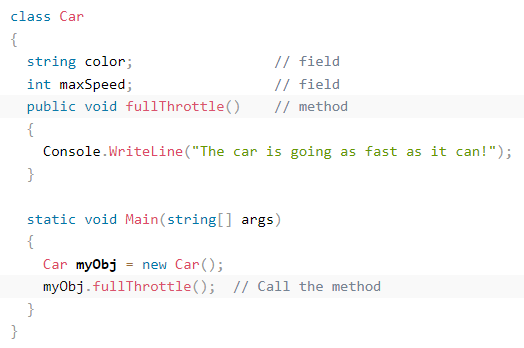 class Car
{
  string color;                 // field
  int maxSpeed;                 // field
  public void fullThrottle()    // method
  {
    Console.WriteLine("The car is going as fast as it can!");
  }

  static void Main(string[] args)
  {
    Car myObj = new Car();
    myObj.fullThrottle();  // Call the method
  }
}